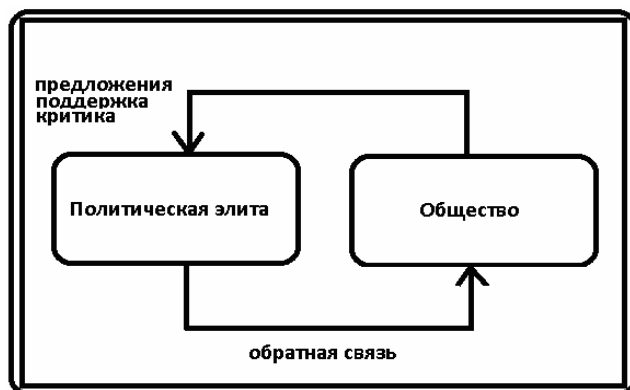 предложения
поддержка
критика
Политическая элита
Общество
обратная связь